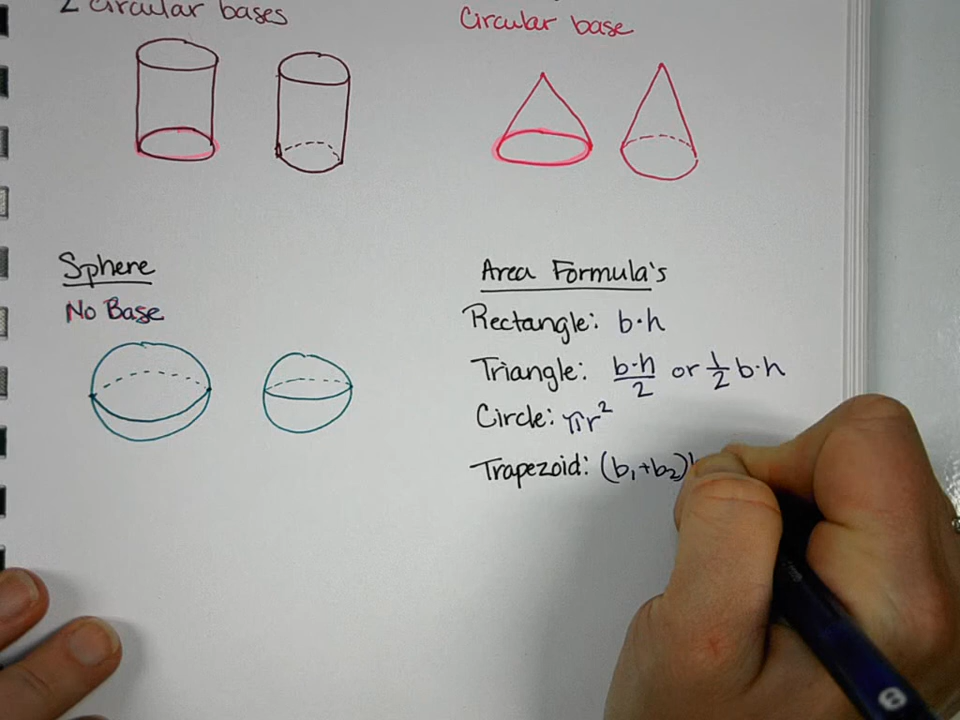 2 Circular bases
Circular base
Sphere
No Base
Area Formula's
Rectangle: b·h
Triangle: b·h/2 or 1/2 b·h
Circle: πr²
Trapezoid: (b₁+b₂)